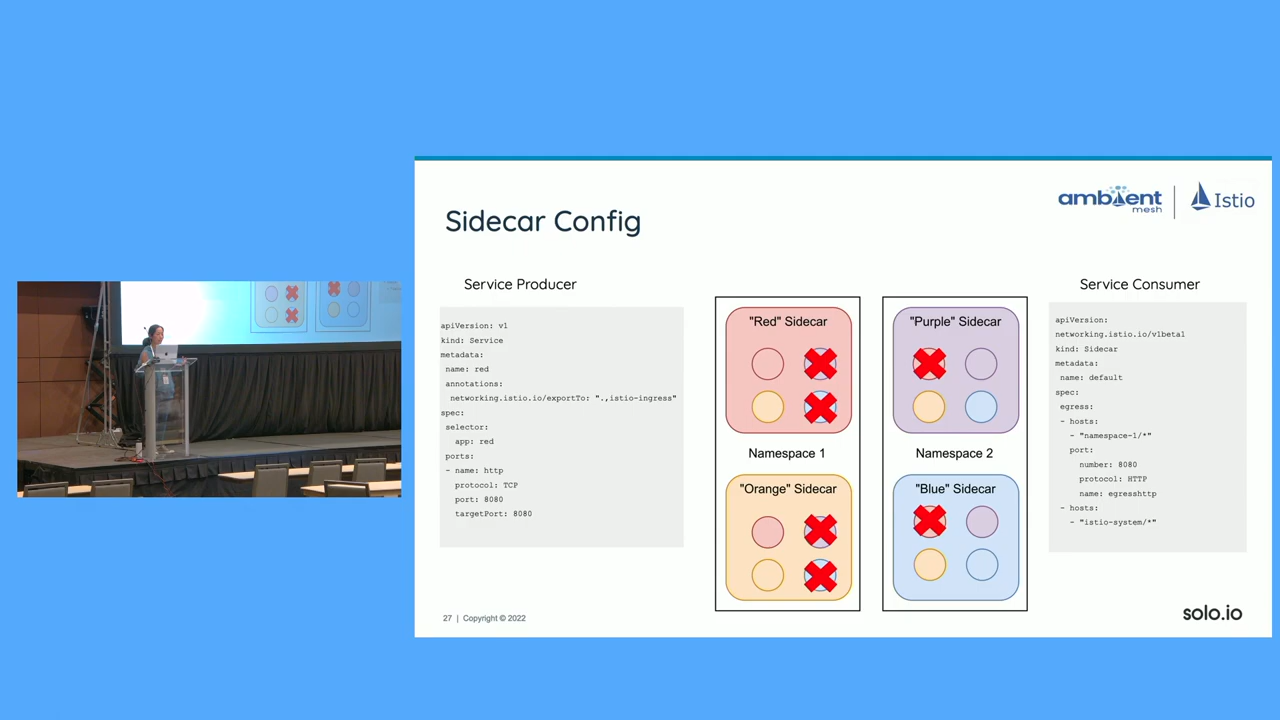 Sidecar Config
ambient
mesh
Istio
Service Producer
apiVersion: v1
kind: Service
metadata:
name: red
annotations:
networking.istio.io/exportTo: ".,istio-ingress"
spec:
selector:
app: red
ports:
- name: http
protocol: TCP
port: 8080
targetPort: 8080
"Red" Sidecar
Namespace 1
"Orange" Sidecar
"Purple" Sidecar
Namespace 2
"Blue" Sidecar
Service Consumer
apiVersion:
networking.istio.io/v1beta1
kind: Sidecar
metadata:
name: default
spec:
egress:
- hosts:
- "namespace-1/*"
port:
number: 8080
protocol: HTTP
name: egresshttp
- hosts:
- "istio-system/*"
27 | Copyright © 2022
solo.io